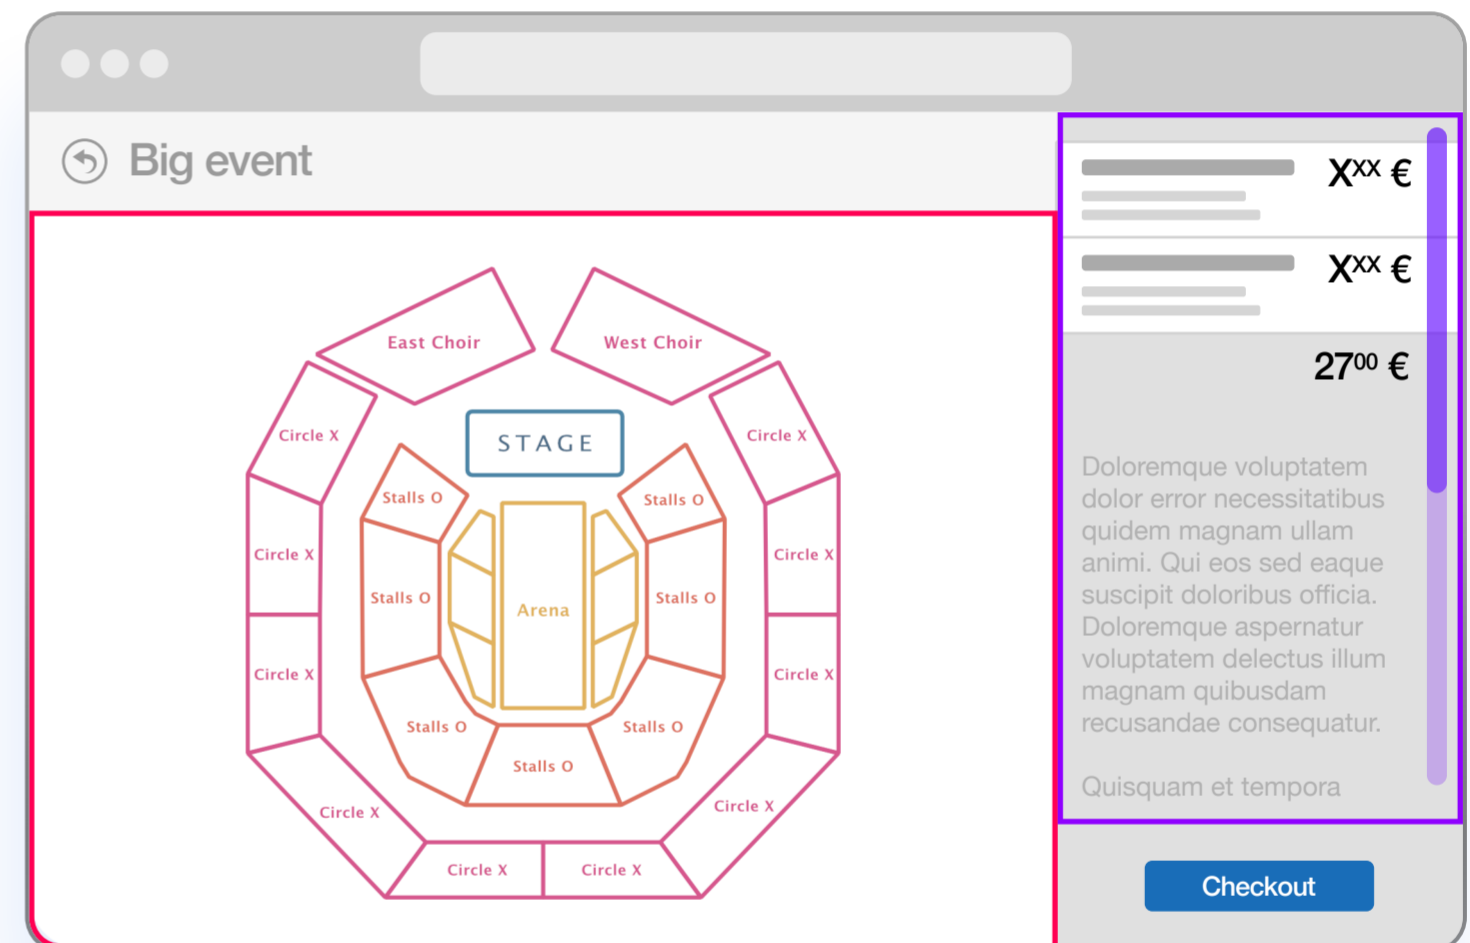 Big event
East Choir
West Choir
Circle X
Circle X
STAGE
Stalls O
Stalls O
Circle X
Circle X
Stalls O
Arena
Stalls O
Circle X
Circle X
Stalls O
Stalls O
Stalls O
Circle X
Circle X
Circle X
Circle X
Xxx €
Xxx €
2700 €
Doloremque voluptatem
dolor error necessitatibus
quidem magnam ullam
animi. Qui eos sed eaque
suscipit doloribus officia.
Doloremque aspernatur
voluptatem delectus illum
magnam quibusdam
recusandae consequatur.
Quisquam et tempora
Checkout